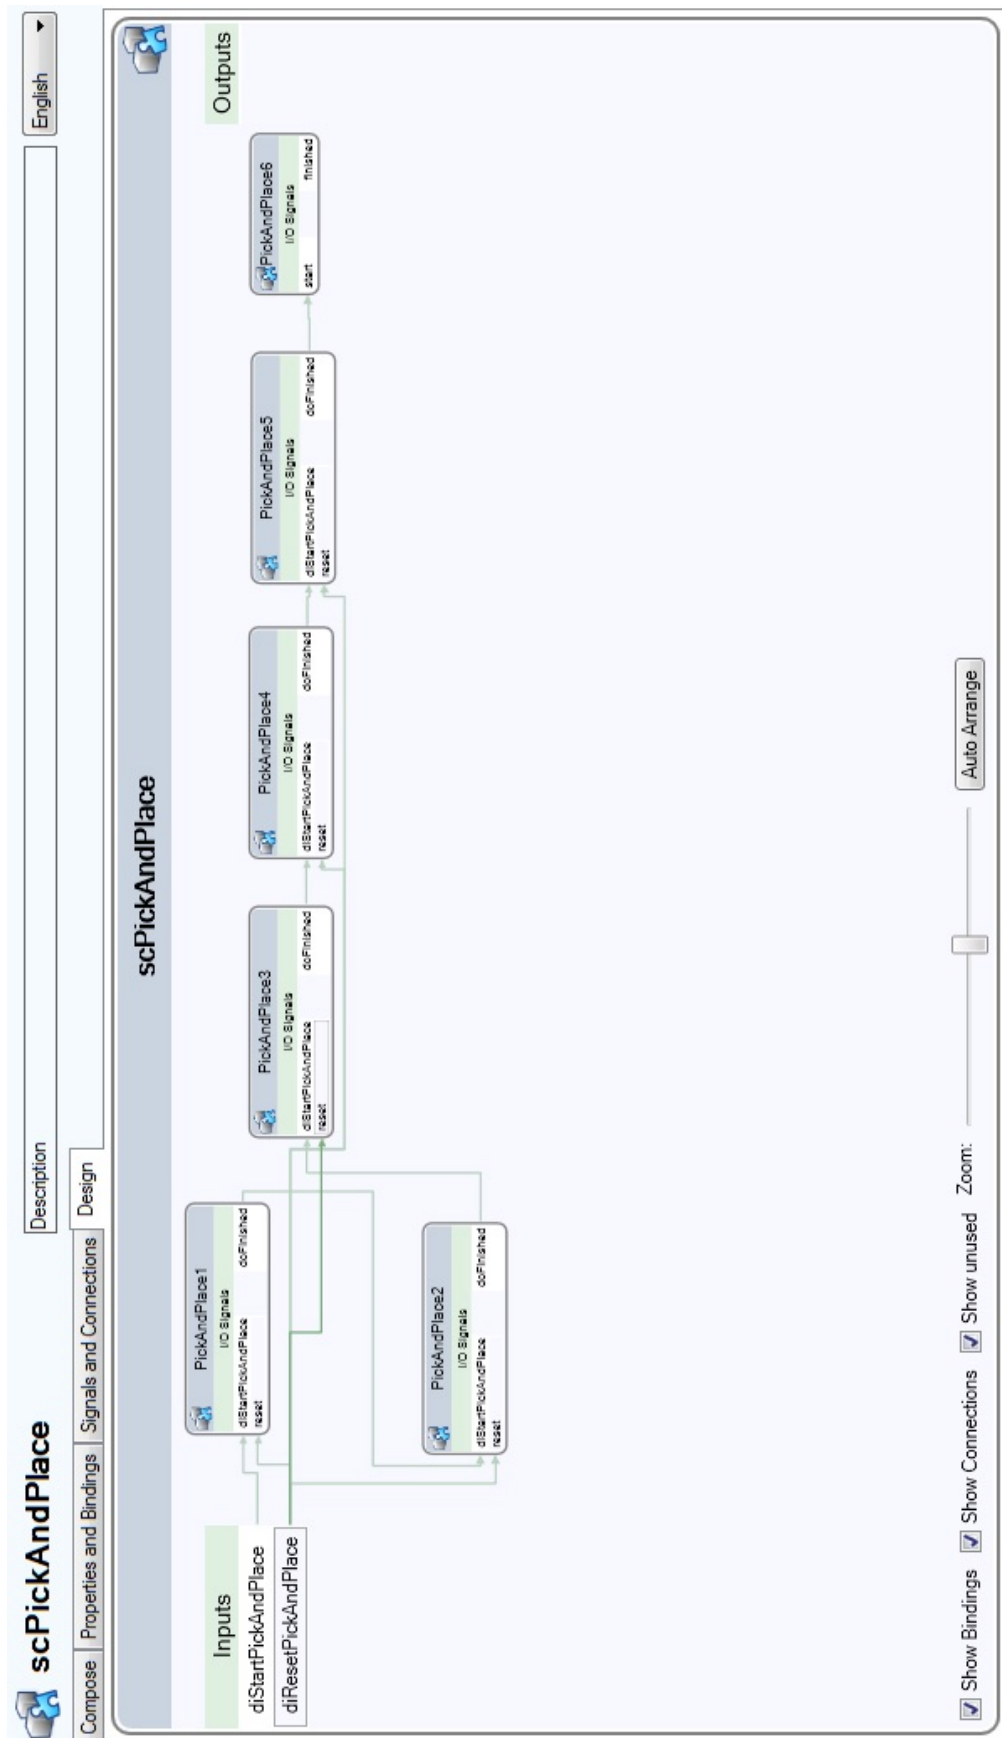 scPickAndPlace
Description
English
Compose
Properties and Bindings
Signals and Connections
Design
scPickAndPlace
Inputs
diStartPickAndPlace
diResetPickAndPlace
Outputs
PickAndPlace1
I/O Signals
diStartPickAndPlace
doFinished
reset
PickAndPlace2
I/O Signals
diStartPickAndPlace
doFinished
reset
PickAndPlace3
I/O Signals
diStartPickAndPlace
doFinished
reset
PickAndPlace4
I/O Signals
diStartPickAndPlace
doFinished
reset
PickAndPlace5
I/O Signals
diStartPickAndPlace
doFinished
reset
PickAndPlace6
I/O Signals
start
finished
Show Bindings
Show Connections
Show unused
Zoom:
Auto Arrange